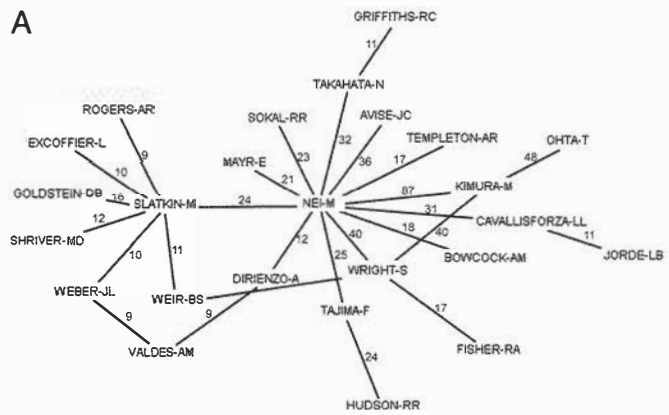 A
GRIFFITHS-RC
11
TAKAHATA-N
ROGERS-AR
SOKAL-RR
AVISE-JC
EXCOFFIER-L
9
32
TEMPLETON-AR
OHTA-T
MAYR-E
23
36
17
48
10
21
GOLDSTEIN-DB
16
87
KIMURA-M
SLATKIN-M
24
NEI-M
31
CAVALLISFORZA-LL
12
18
40
11
SHRIVER-MD
12
40
10
11
25
BOWCOCK-AM
JORDE-LB
DIRIENZO-A
WRIGHT-S
WEBER-JL
WEIR-BS
9
9
TAJIMA-F
17
VALDES-AM
FISHER-RA
24
HUDSON-RR